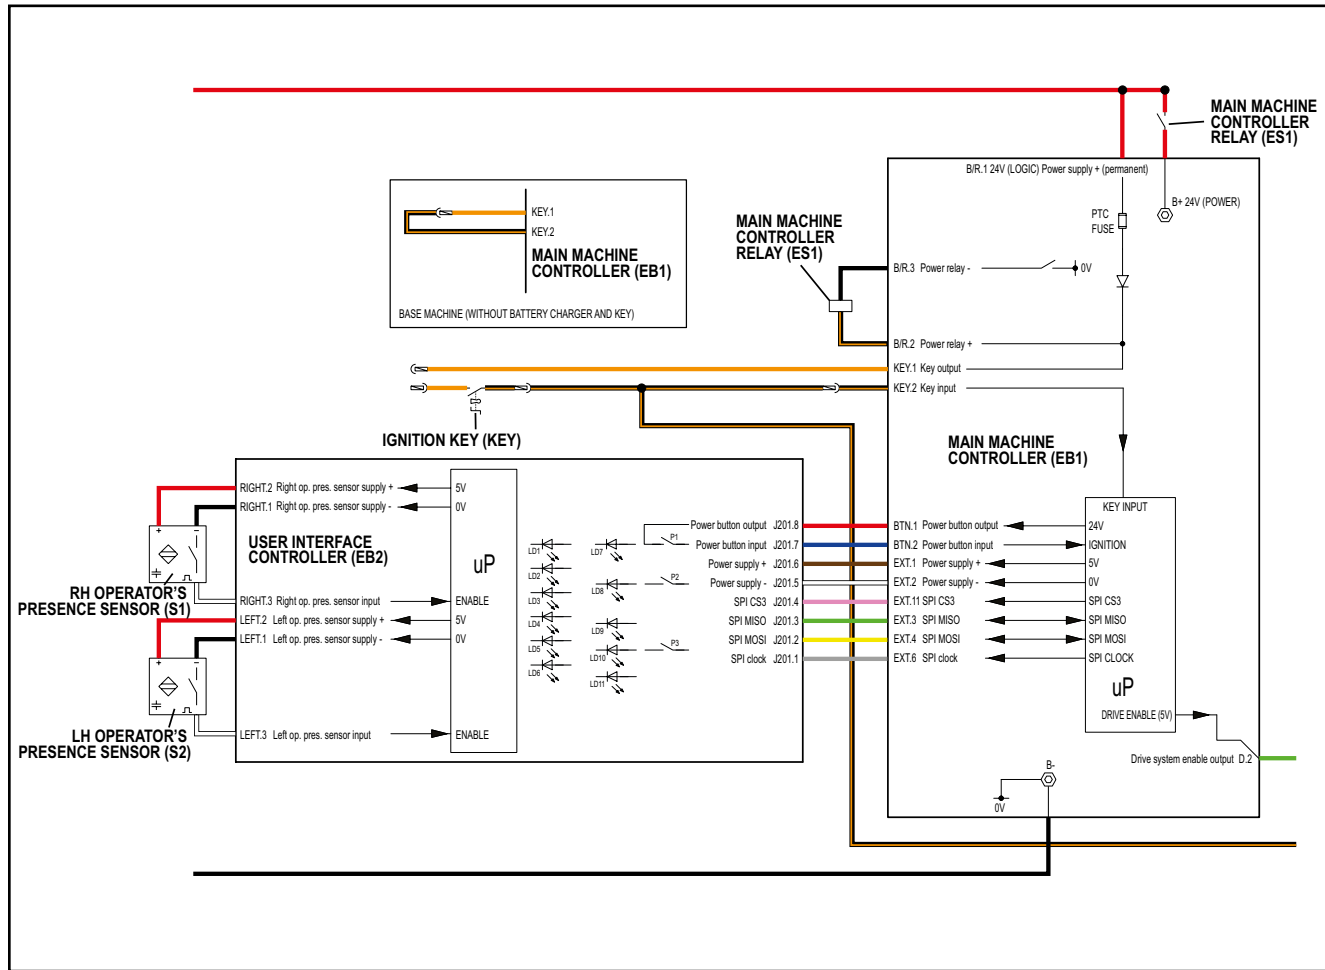 MAIN MACHINE
CONTROLLER
RELAY (ES1)
B/R.1 24V (LOGIC) Power supply + (permanent)
B+ 24V (POWER)
PTC
FUSE
KEY.1
KEY.2
MAIN MACHINE
CONTROLLER (EB1)
BASE MACHINE (WITHOUT BATTERY CHARGER AND KEY)
MAIN MACHINE
CONTROLLER
RELAY (ES1)
B/R.3 Power relay -
0V
B/R.2 Power relay +
KEY.1 Key output
KEY.2 Key input
IGNITION KEY (KEY)
MAIN MACHINE
CONTROLLER (EB1)
RIGHT.2 Right op. pres. sensor supply +
5V
RIGHT.1 Right op. pres. sensor supply -
0V
USER INTERFACE
CONTROLLER (EB2)
uP
+
-
RH OPERATOR'S
PRESENCE SENSOR (S1)
RIGHT.3 Right op. pres. sensor input
ENABLE
LEFT.2 Left op. pres. sensor supply +
5V
LEFT.1 Left op. pres. sensor supply -
0V
+
-
LH OPERATOR'S
PRESENCE SENSOR (S2)
LEFT.3 Left op. pres. sensor input
ENABLE
LD1
LD2
LD3
LD4
LD5
LD6
LD7
LD8
LD9
LD10
LD11
P1
P2
P3
Power button output J201.8
Power button input J201.7
Power supply + J201.6
Power supply - J201.5
SPI CS3 J201.4
SPI MISO J201.3
SPI MOSI J201.2
SPI clock J201.1
BTN.1 Power button output
BTN.2 Power button input
EXT.1 Power supply +
EXT.2 Power supply -
EXT.11 SPI CS3
EXT.3 SPI MISO
EXT.4 SPI MOSI
EXT.6 SPI clock
KEY INPUT
24V
IGNITION
5V
0V
SPI CS3
SPI MISO
SPI MOSI
SPI CLOCK
uP
DRIVE ENABLE (5V)
Drive system enable output D.2
B-
0V